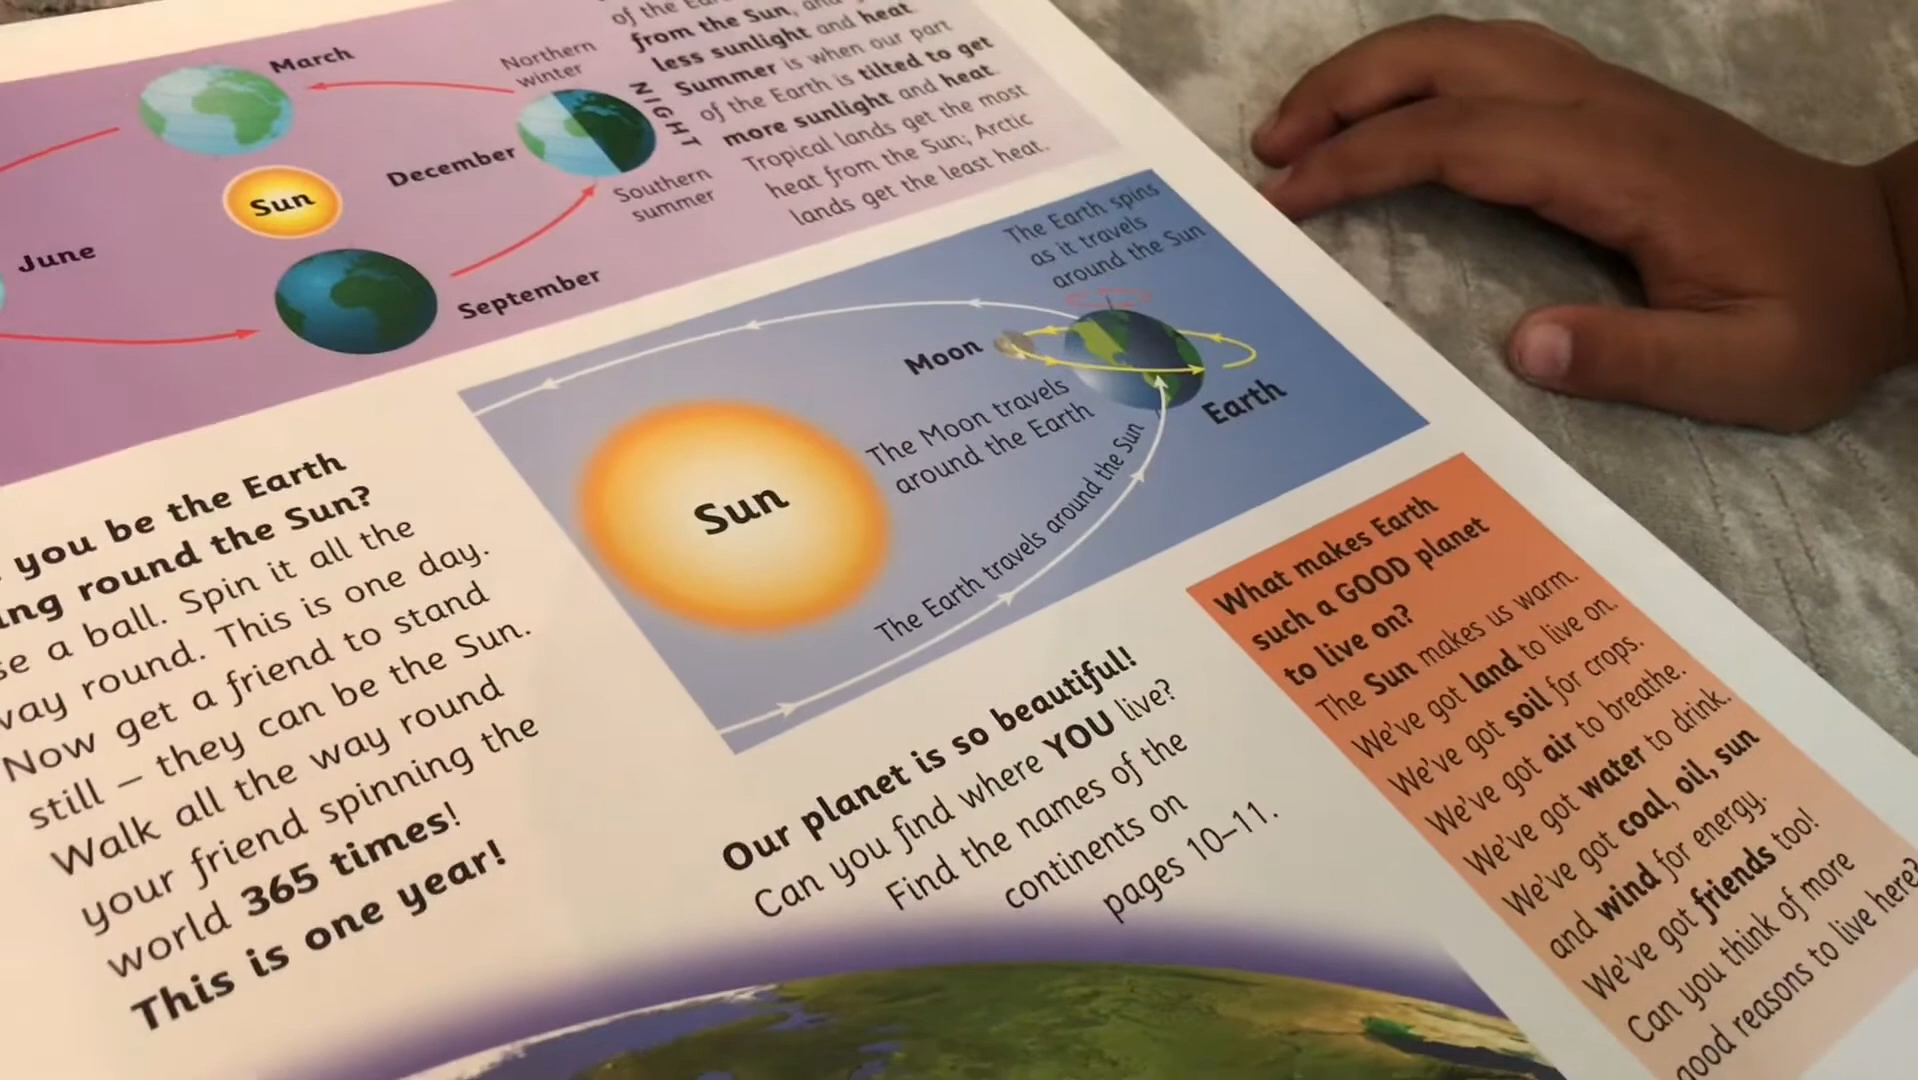 March
Northern
winter
NIGHT
December
Southern
summer
Sun
June
September
of the
from the Sun, and
less sunlight and heat.
Summer is when our part
of the Earth is tilted to get
more sunlight and heat.
Tropical lands get the most
heat from the Sun; Arctic
lands get the least heat.
The Earth spins
as it travels
around the Sun
Moon
Earth
The Moon travels
around the Earth
Sun
The Earth travels around the Sun
you be the Earth
round the Sun?
a ball. Spin it all the
way round. This is one day.
Now get a friend to stand
still – they can be the Sun.
Walk all the way round
your friend spinning the
world 365 times!
This is one year!
Our planet is so beautiful!
Can you find where YOU live?
Find the names of the
continents on
pages 10–11.
What makes Earth
such a GOOD planet
to live on?
The Sun makes us warm.
We've got land to live on.
We've got soil for crops.
We've got air to breathe.
We've got water to drink.
We've got coal, oil, sun
and wind for energy.
We've got friends too!
Can you think of more
good reasons to live here?